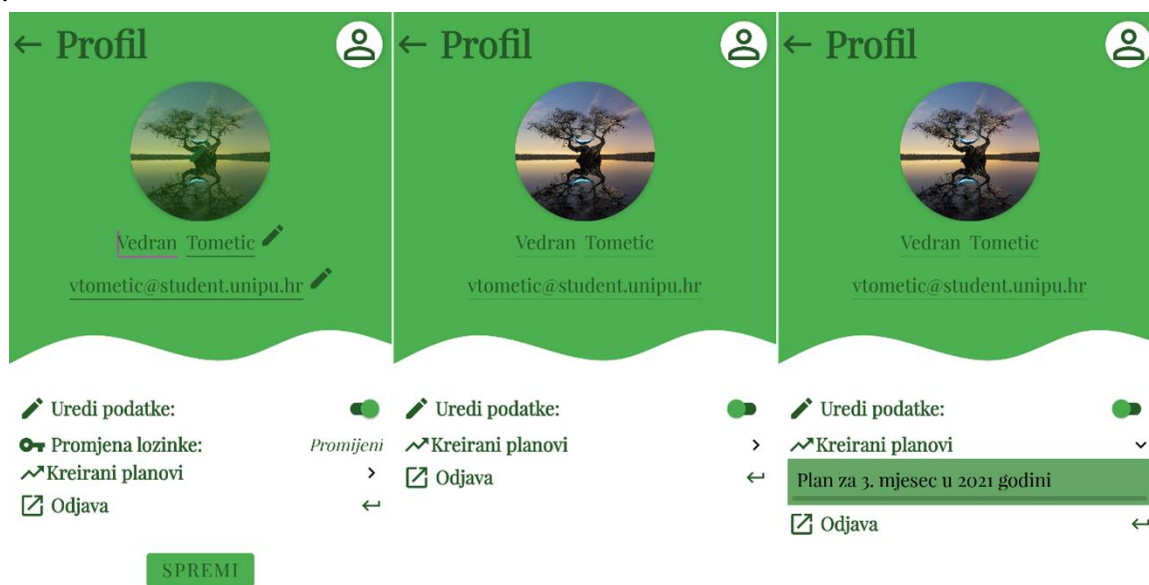 ← Profil
Vedran Tometic
vtometic@student.unipu.hr
Uredi podatke:
Promjena lozinke: Promijeni
Kreirani planovi >
Odjava
SPREMI
← Profil
Vedran Tometic
vtometic@student.unipu.hr
Uredi podatke:
Kreirani planovi >
Odjava
← Profil
Vedran Tometic
vtometic@student.unipu.hr
Uredi podatke:
Kreirani planovi
Plan za 3. mjesec u 2021 godini
Odjava